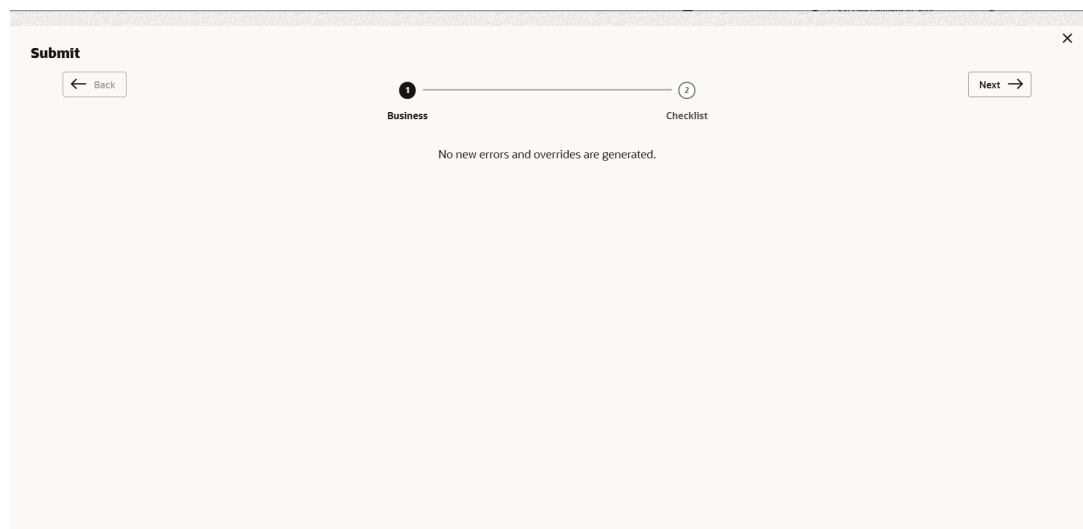 Submit
Back
1
2
Next
Business
Checklist
No new errors and overrides are generated.